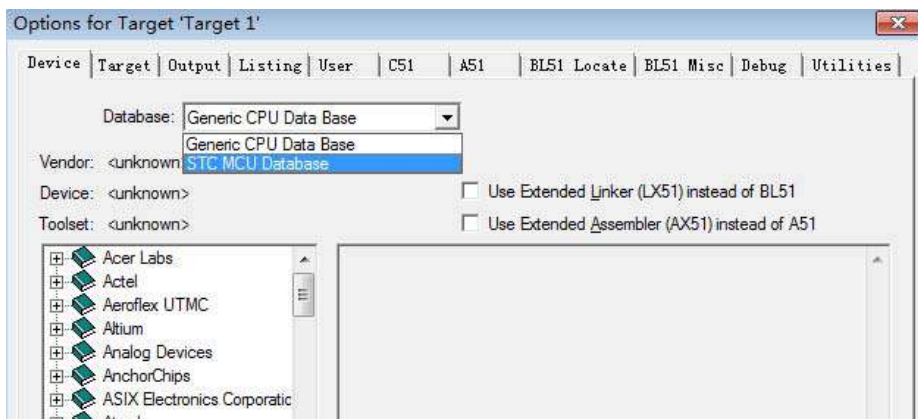 Options for Target 'Target 1'
Device Target Output Listing User C51 A51 BL51 Locate BL51 Misc Debug Utilities
Database: Generic CPU Data Base
Generic CPU Data Base
Vendor: <unknown STC MCU Database
Device: <unknown> Use Extended Linker (LX51) instead of BL51
Toolset: <unknown> Use Extended Assembler (AX51) instead of A51
Acer Labs
Actel
Aeroflex UTMC
Altium
Analog Devices
AnchorChips
ASIX Electronics Corporatic